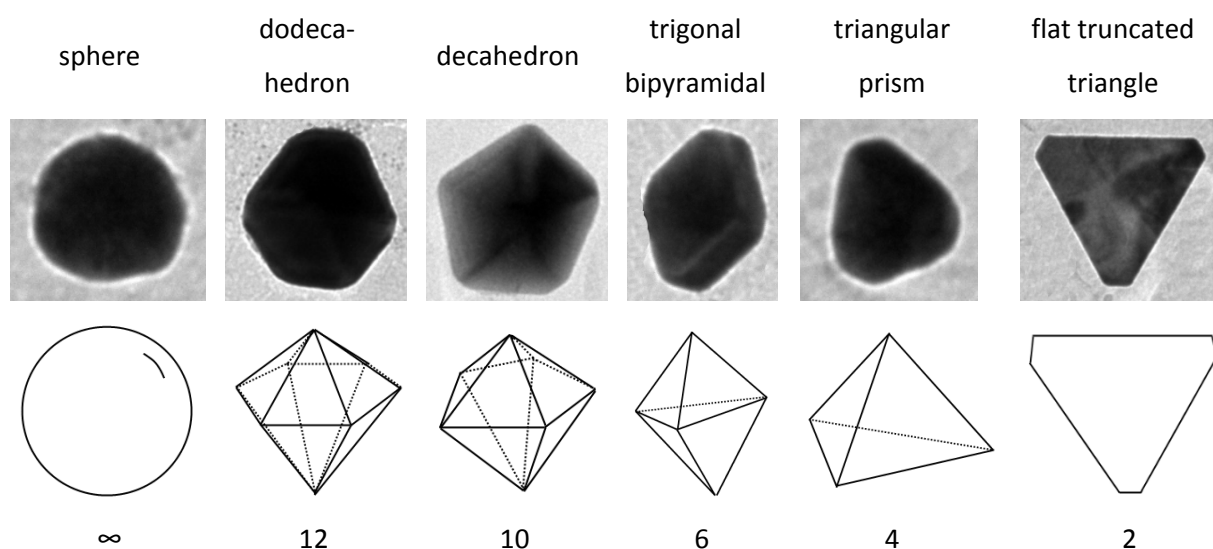 sphere
dodeca-
hedron
decahedron
trigonal
bipyramidal
triangular
prism
flat truncated
triangle
∞
12
10
6
4
2